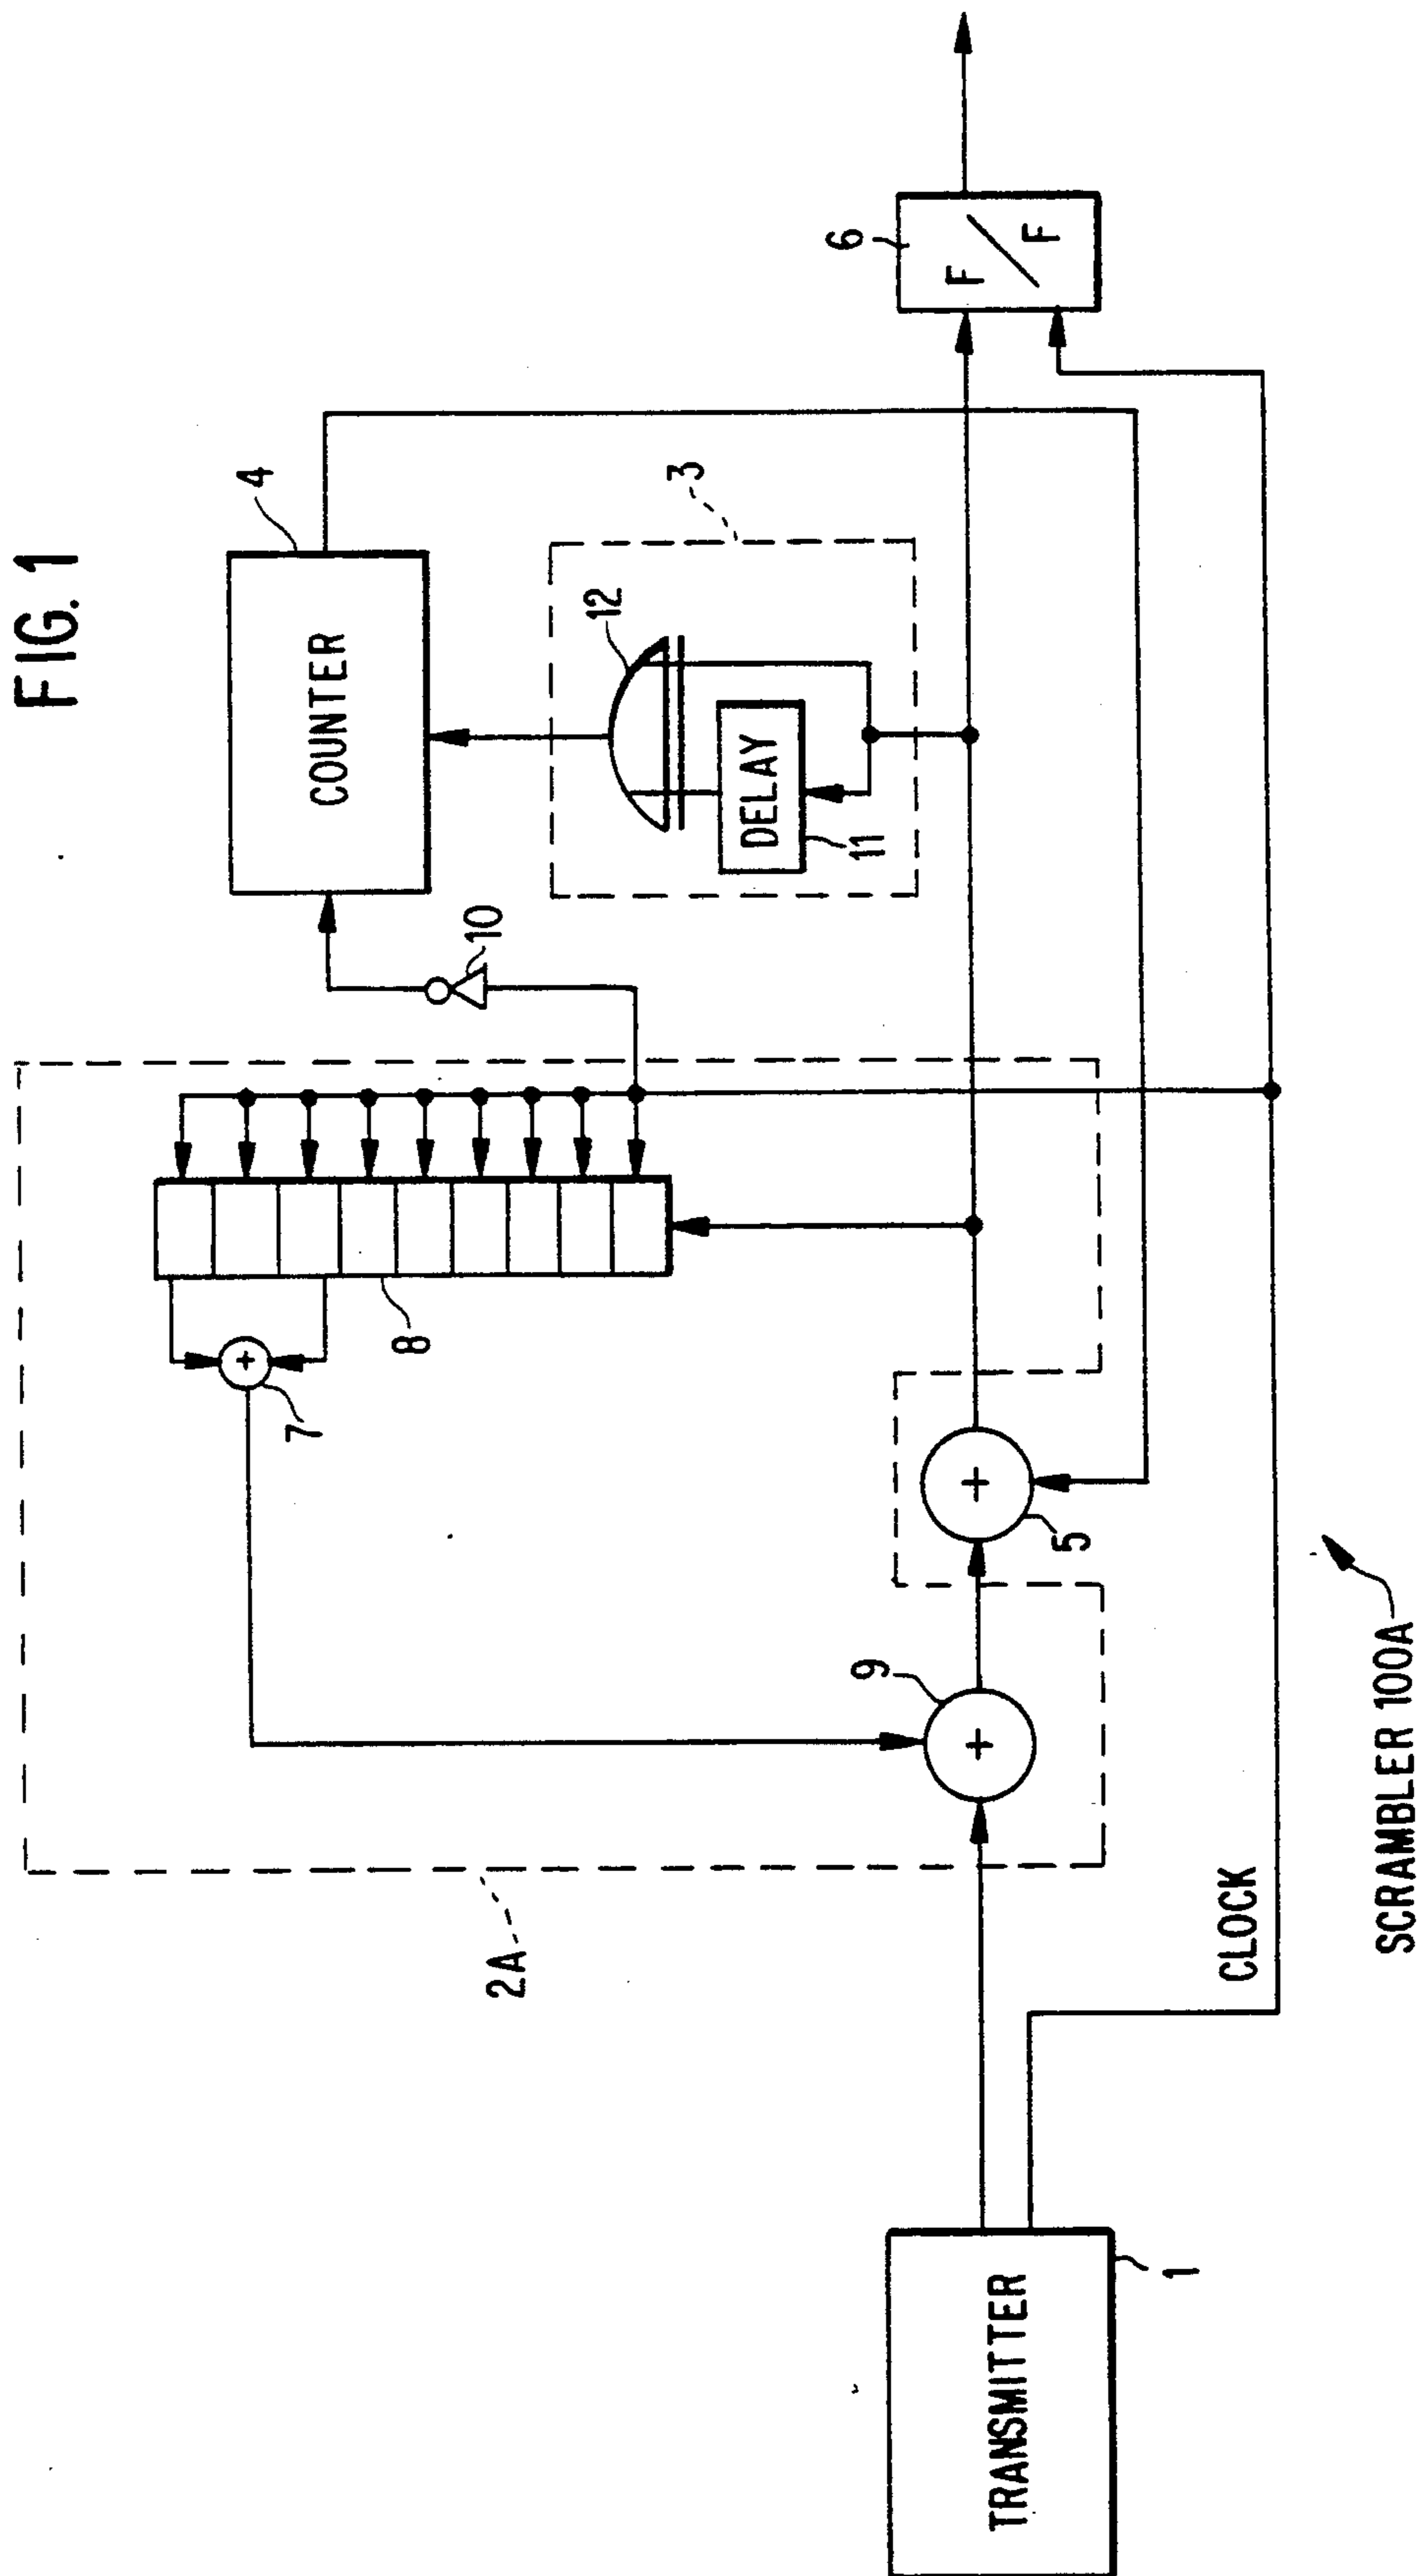 FIG. 1
COUNTER
4
3
12
DELAY
11
10
6
F / F
8
7
5
9
2A
CLOCK
TRANSMITTER
1
SCRAMBLER 100A